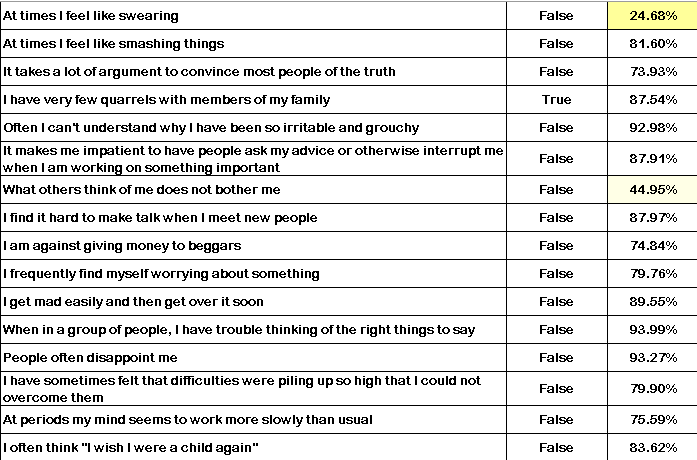 At times I feel like swearing False 24.68%
At times I feel like smashing things False 81.60%
It takes a lot of argument to convince most people of the truth False 73.93%
I have very few quarrels with members of my family True 87.54%
Often I can't understand why I have been so irritable and grouchy False 92.98%
It makes me impatient to have people ask my advice or otherwise interrupt me
when I am working on something important False 87.91%
What others think of me does not bother me False 44.95%
I find it hard to make talk when I meet new people False 87.97%
I am against giving money to beggars False 74.84%
I frequently find myself worrying about something False 79.76%
I get mad easily and then get over it soon False 89.55%
When in a group of people, I have trouble thinking of the right things to say False 93.99%
People often disappoint me False 93.27%
I have sometimes felt that difficulties were piling up so high that I could not
overcome them False 79.90%
At periods my mind seems to work more slowly than usual False 75.59%
I often think "I wish I were a child again" False 83.62%